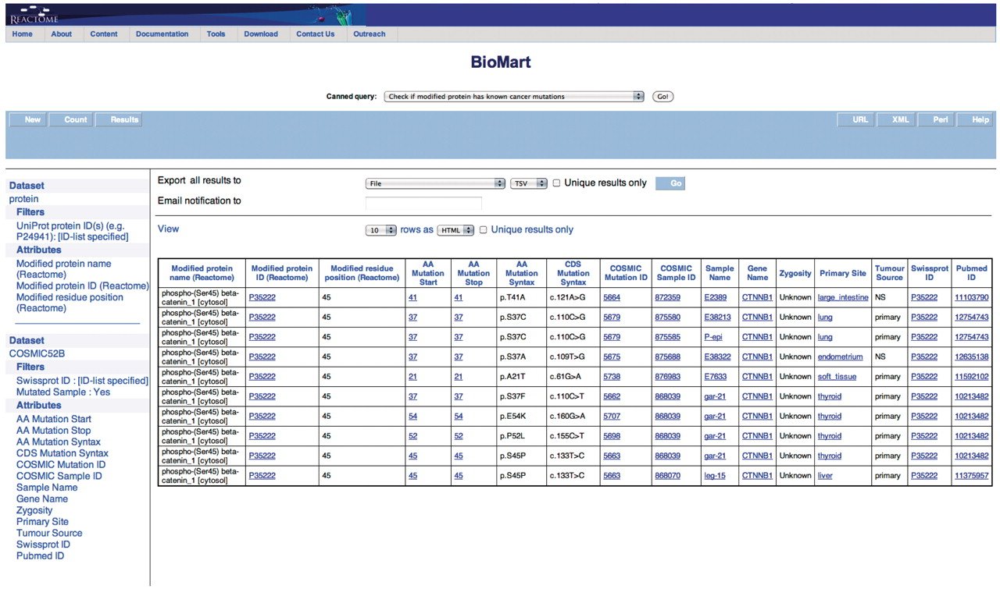 REACTOME
Home About Content Documentation Tools Download Contact Us Outreach
BioMart
Canned query: Check if modified protein has known cancer mutations Go!
New Count Results URL XML Perl Help
Dataset
protein
Filters
UniProt protein ID(s) (e.g.
P24941): [ID-list specified]
Attributes
Modified protein name
(Reactome)
Modified protein ID (Reactome)
Modified residue position
(Reactome)
Dataset
COSMIC52B
Filters
Swissprot ID : [ID-list specified]
Mutated Sample : Yes
Attributes
AA Mutation Start
AA Mutation Stop
AA Mutation Syntax
CDS Mutation Syntax
COSMIC Mutation ID
COSMIC Sample ID
Sample Name
Gene Name
Zygosity
Primary Site
Tumour Source
Swissprot ID
Pubmed ID
Export all results to File TSV Unique results only Go
Email notification to
View 10 rows as HTML Unique results only
Modified protein name (Reactome) Modified protein ID (Reactome) Modified residue position (Reactome) AA Mutation Start AA Mutation Stop AA Mutation Syntax CDS Mutation Syntax COSMIC Mutation ID COSMIC Sample ID Sample Name Gene Name Zygosity Primary Site Tumour Source Swissprot ID Pubmed ID
phospho-(Ser45) beta-catenin_1 [cytosol] P35222 45 41 41 p.T41A c.121A>G 5664 872359 E2389 CTNNB1 Unknown large_intestine NS P35222 11103790
phospho-(Ser45) beta-catenin_1 [cytosol] P35222 45 37 37 p.S37C c.110C>G 5679 875580 E38213 CTNNB1 Unknown lung primary P35222 12754743
phospho-(Ser45) beta-catenin_1 [cytosol] P35222 45 37 37 p.S37C c.110C>G 5679 875585 P-epi CTNNB1 Unknown lung primary P35222 12754743
phospho-(Ser45) beta-catenin_1 [cytosol] P35222 45 37 37 p.S37A c.109T>G 5675 875688 E38322 CTNNB1 Unknown endometrium NS P35222 12635138
phospho-(Ser45) beta-catenin_1 [cytosol] P35222 45 21 21 p.A21T c.61G>A 5738 876983 E7633 CTNNB1 Unknown soft_tissue primary P35222 11592102
phospho-(Ser45) beta-catenin_1 [cytosol] P35222 45 37 37 p.S37F c.110C>T 5662 868039 gar-21 CTNNB1 Unknown thyroid primary P35222 10213482
phospho-(Ser45) beta-catenin_1 [cytosol] P35222 45 54 54 p.E54K c.160G>A 5707 868039 gar-21 CTNNB1 Unknown thyroid primary P35222 10213482
phospho-(Ser45) beta-catenin_1 [cytosol] P35222 45 52 52 p.P52L c.155C>T 5698 868039 gar-21 CTNNB1 Unknown thyroid primary P35222 10213482
phospho-(Ser45) beta-catenin_1 [cytosol] P35222 45 45 45 p.S45P c.133T>C 5663 868039 gar-21 CTNNB1 Unknown thyroid primary P35222 10213482
phospho-(Ser45) beta-catenin_1 [cytosol] P35222 45 45 45 p.S45P c.133T>C 5663 868070 leg-15 CTNNB1 Unknown liver primary P35222 11375957